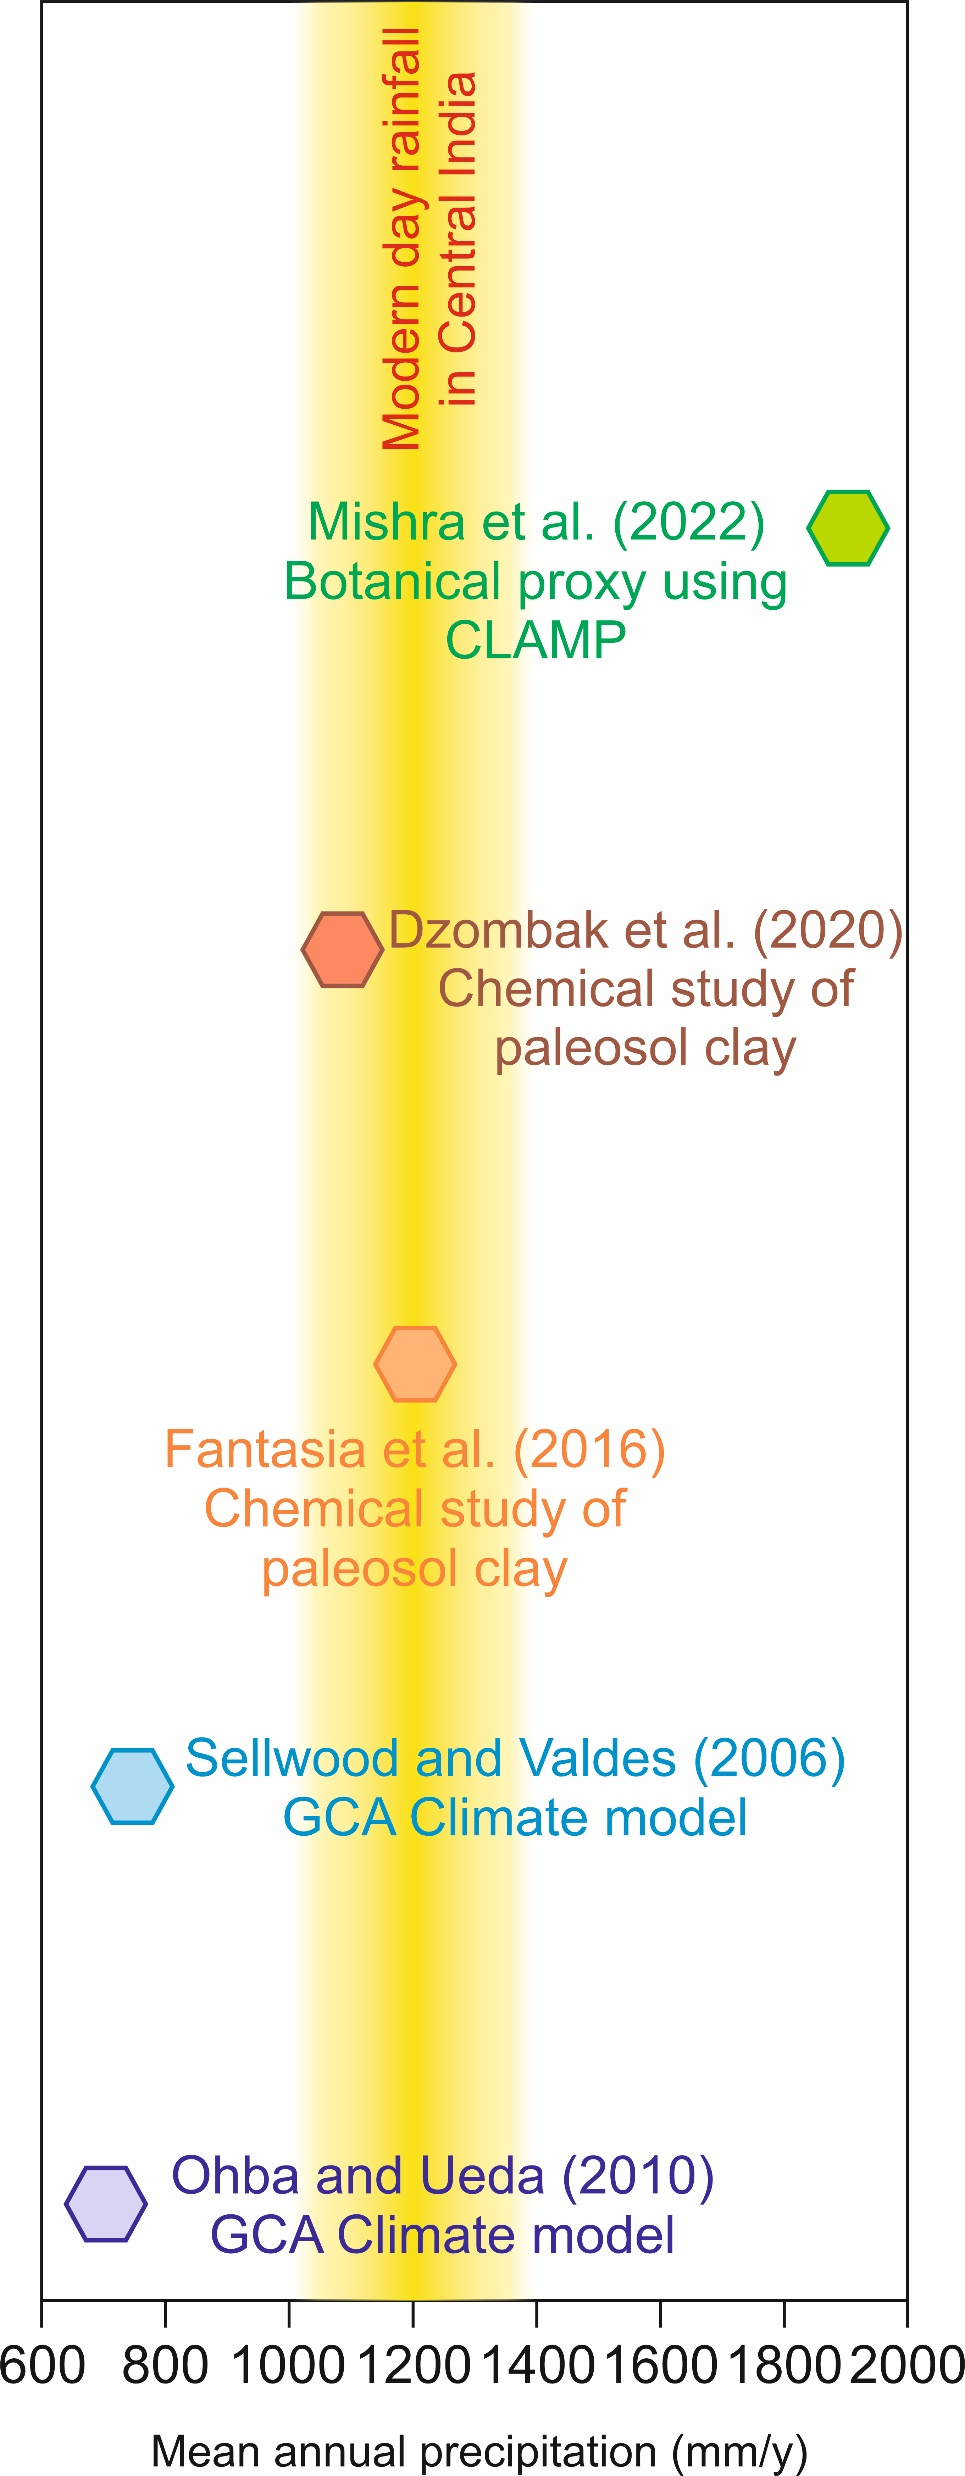 Modern day rainfall
in Central India
Mishra et al. (2022)
Botanical proxy using
CLAMP
Dzombak et al. (2020)
Chemical study of
paleosol clay
Fantasia et al. (2016)
Chemical study of
paleosol clay
Sellwood and Valdes (2006)
GCA Climate model
Ohba and Ueda (2010)
GCA Climate model
600 800 1000 1200 1400 1600 1800 2000
Mean annual precipitation (mm/y)